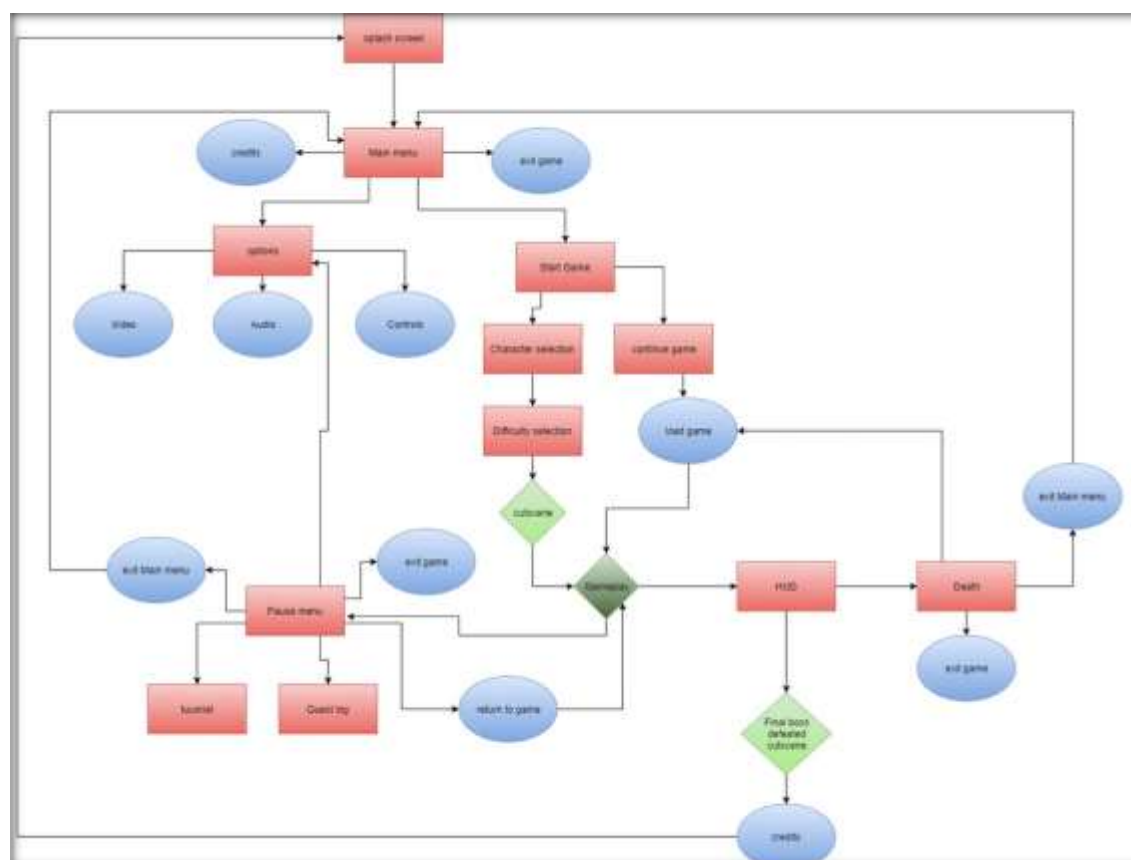 splash screen
Main menu
credits
exit game
options
Start Game
Video
Audio
Controls
Character selection
continue game
Difficulty selection
load game
cutscene
exit Main menu
exit game
exit Main menu
Gameplay
HUD
Death
Pause menu
exit game
tutorial
Quest log
return to game
Final boss
defeated
cutscene
credits